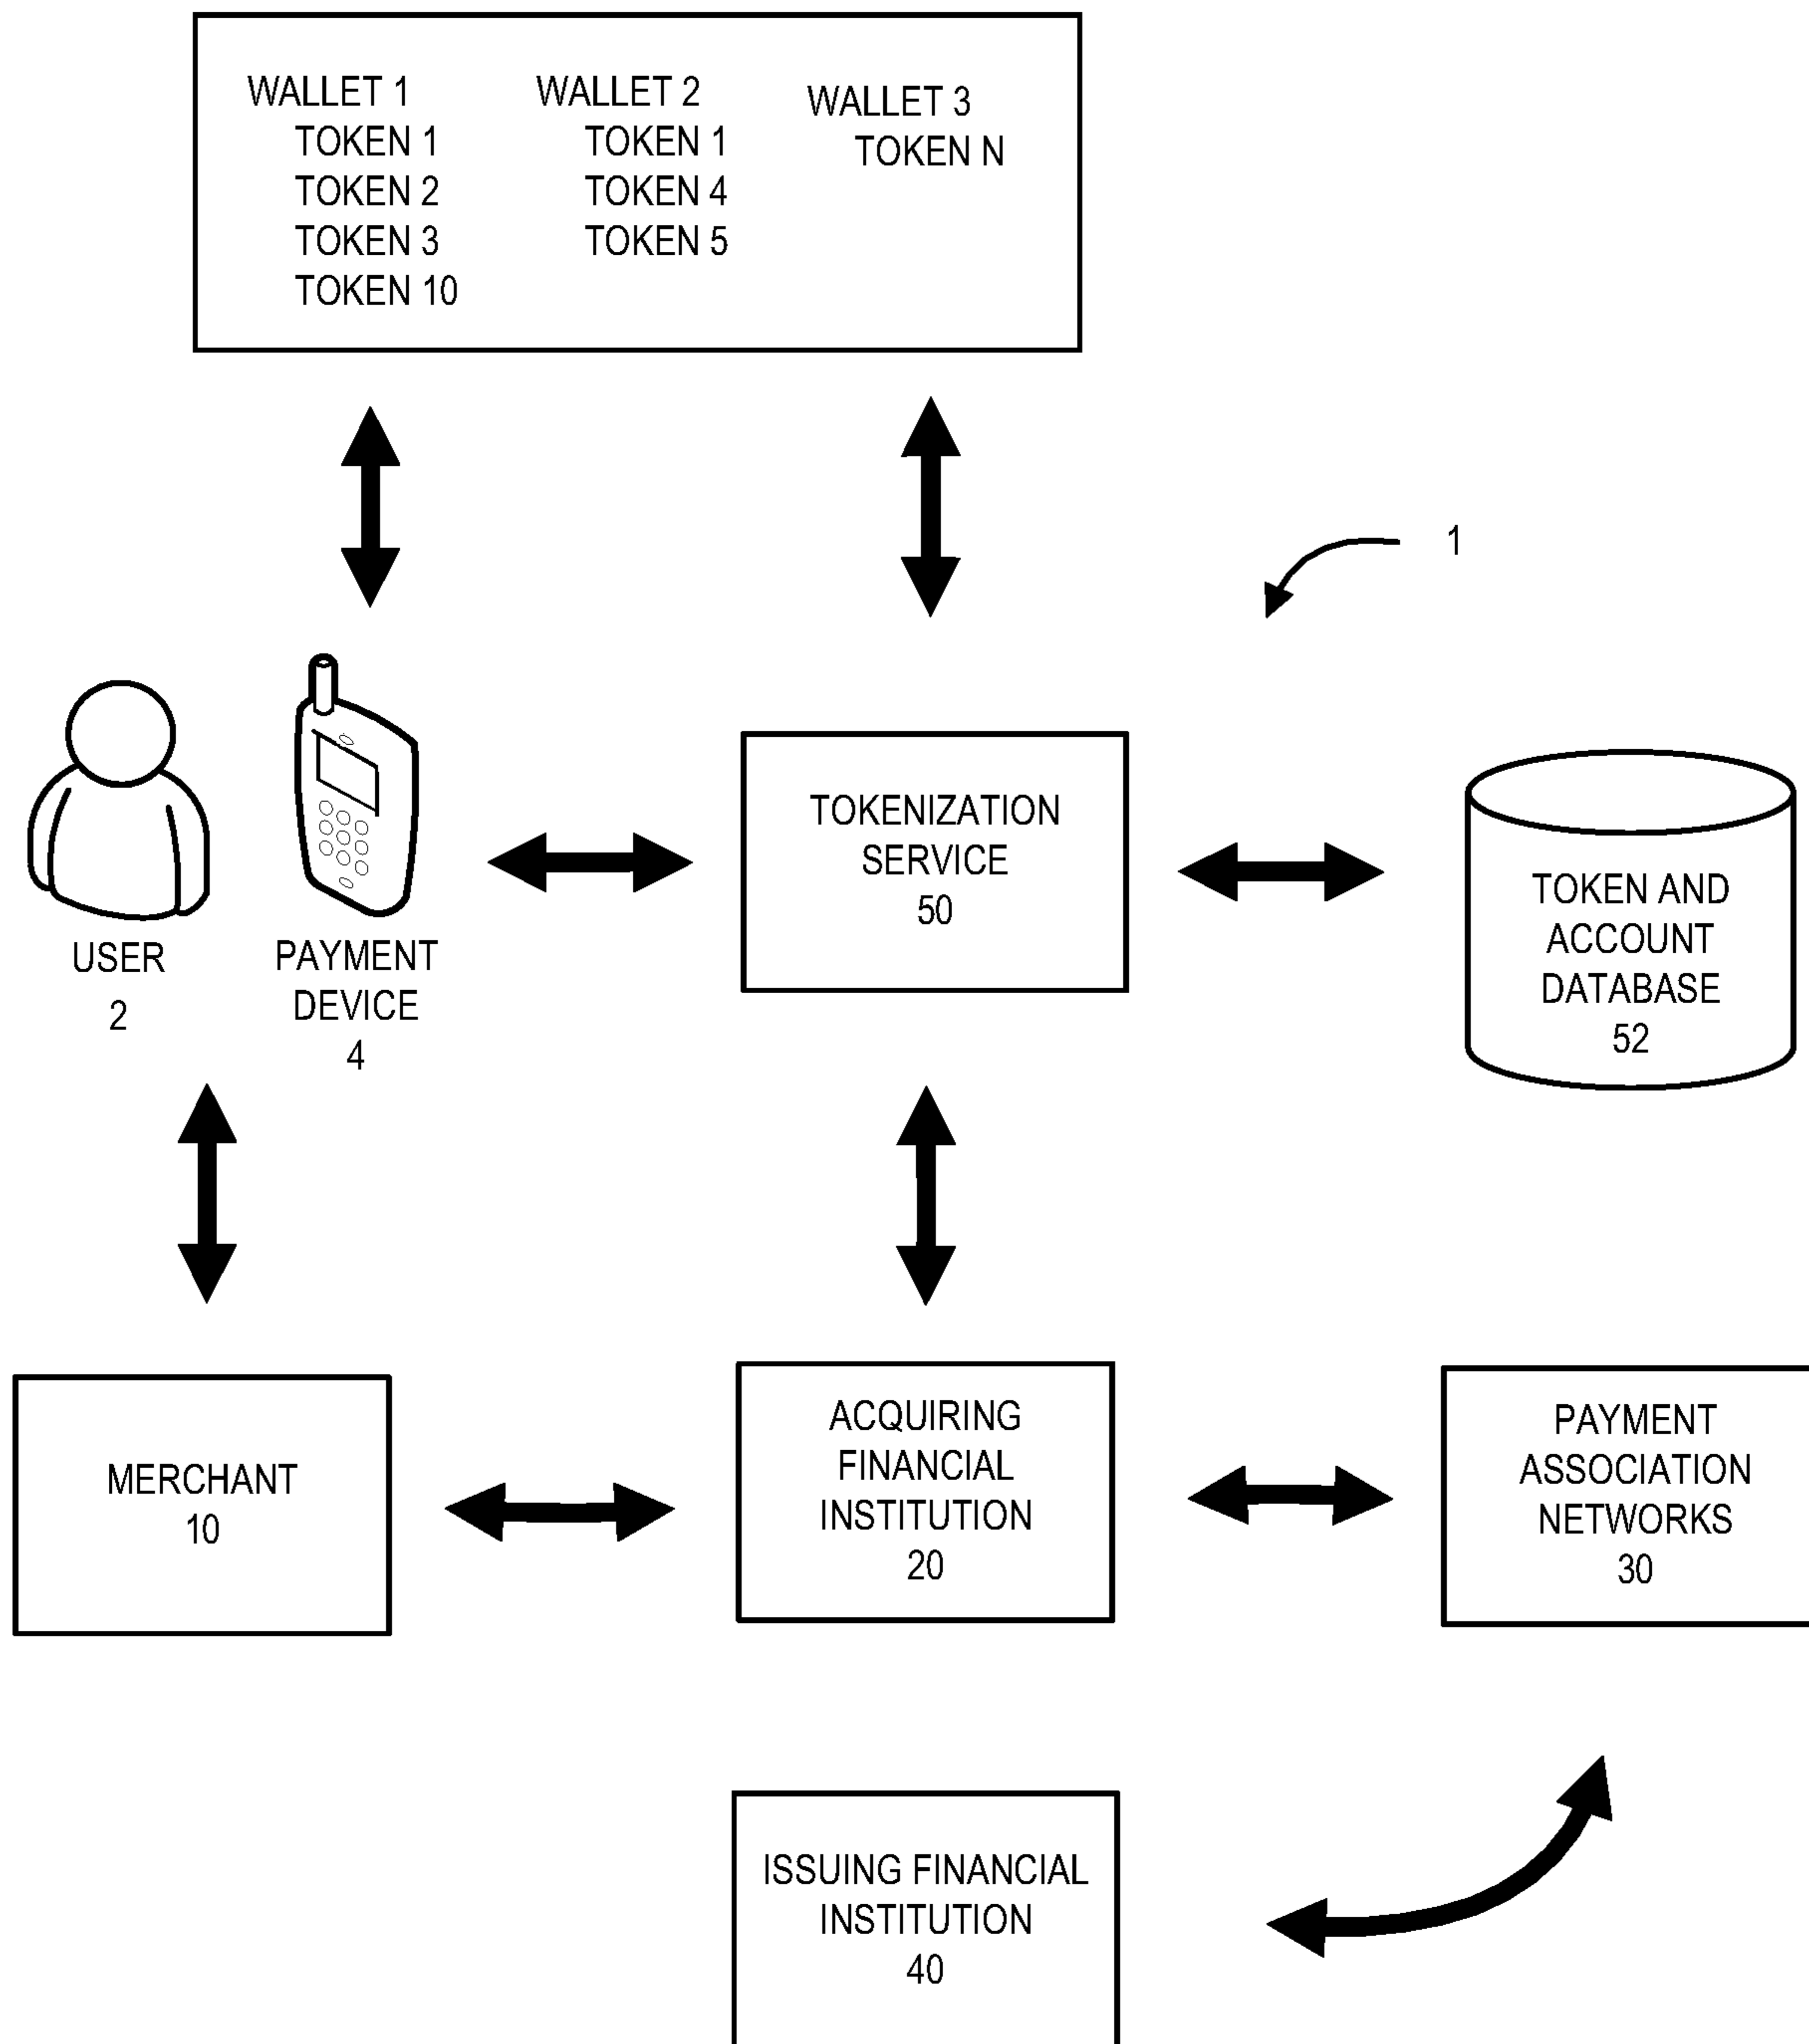 WALLET 1
TOKEN 1
TOKEN 2
TOKEN 3
TOKEN 10
WALLET 2
TOKEN 1
TOKEN 4
TOKEN 5
WALLET 3
TOKEN N
1
USER
2
PAYMENT
DEVICE
4
TOKENIZATION
SERVICE
50
TOKEN AND
ACCOUNT
DATABASE
52
MERCHANT
10
ACQUIRING
FINANCIAL
INSTITUTION
20
PAYMENT
ASSOCIATION
NETWORKS
30
ISSUING FINANCIAL
INSTITUTION
40